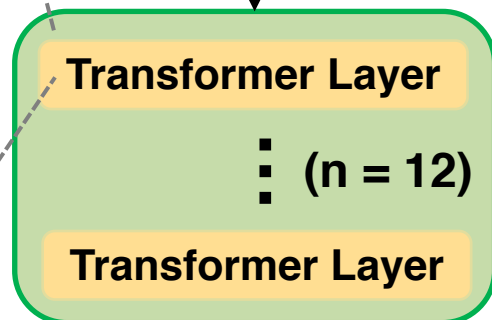 Transformer Layer
⋮ (n = 12)
Transformer Layer